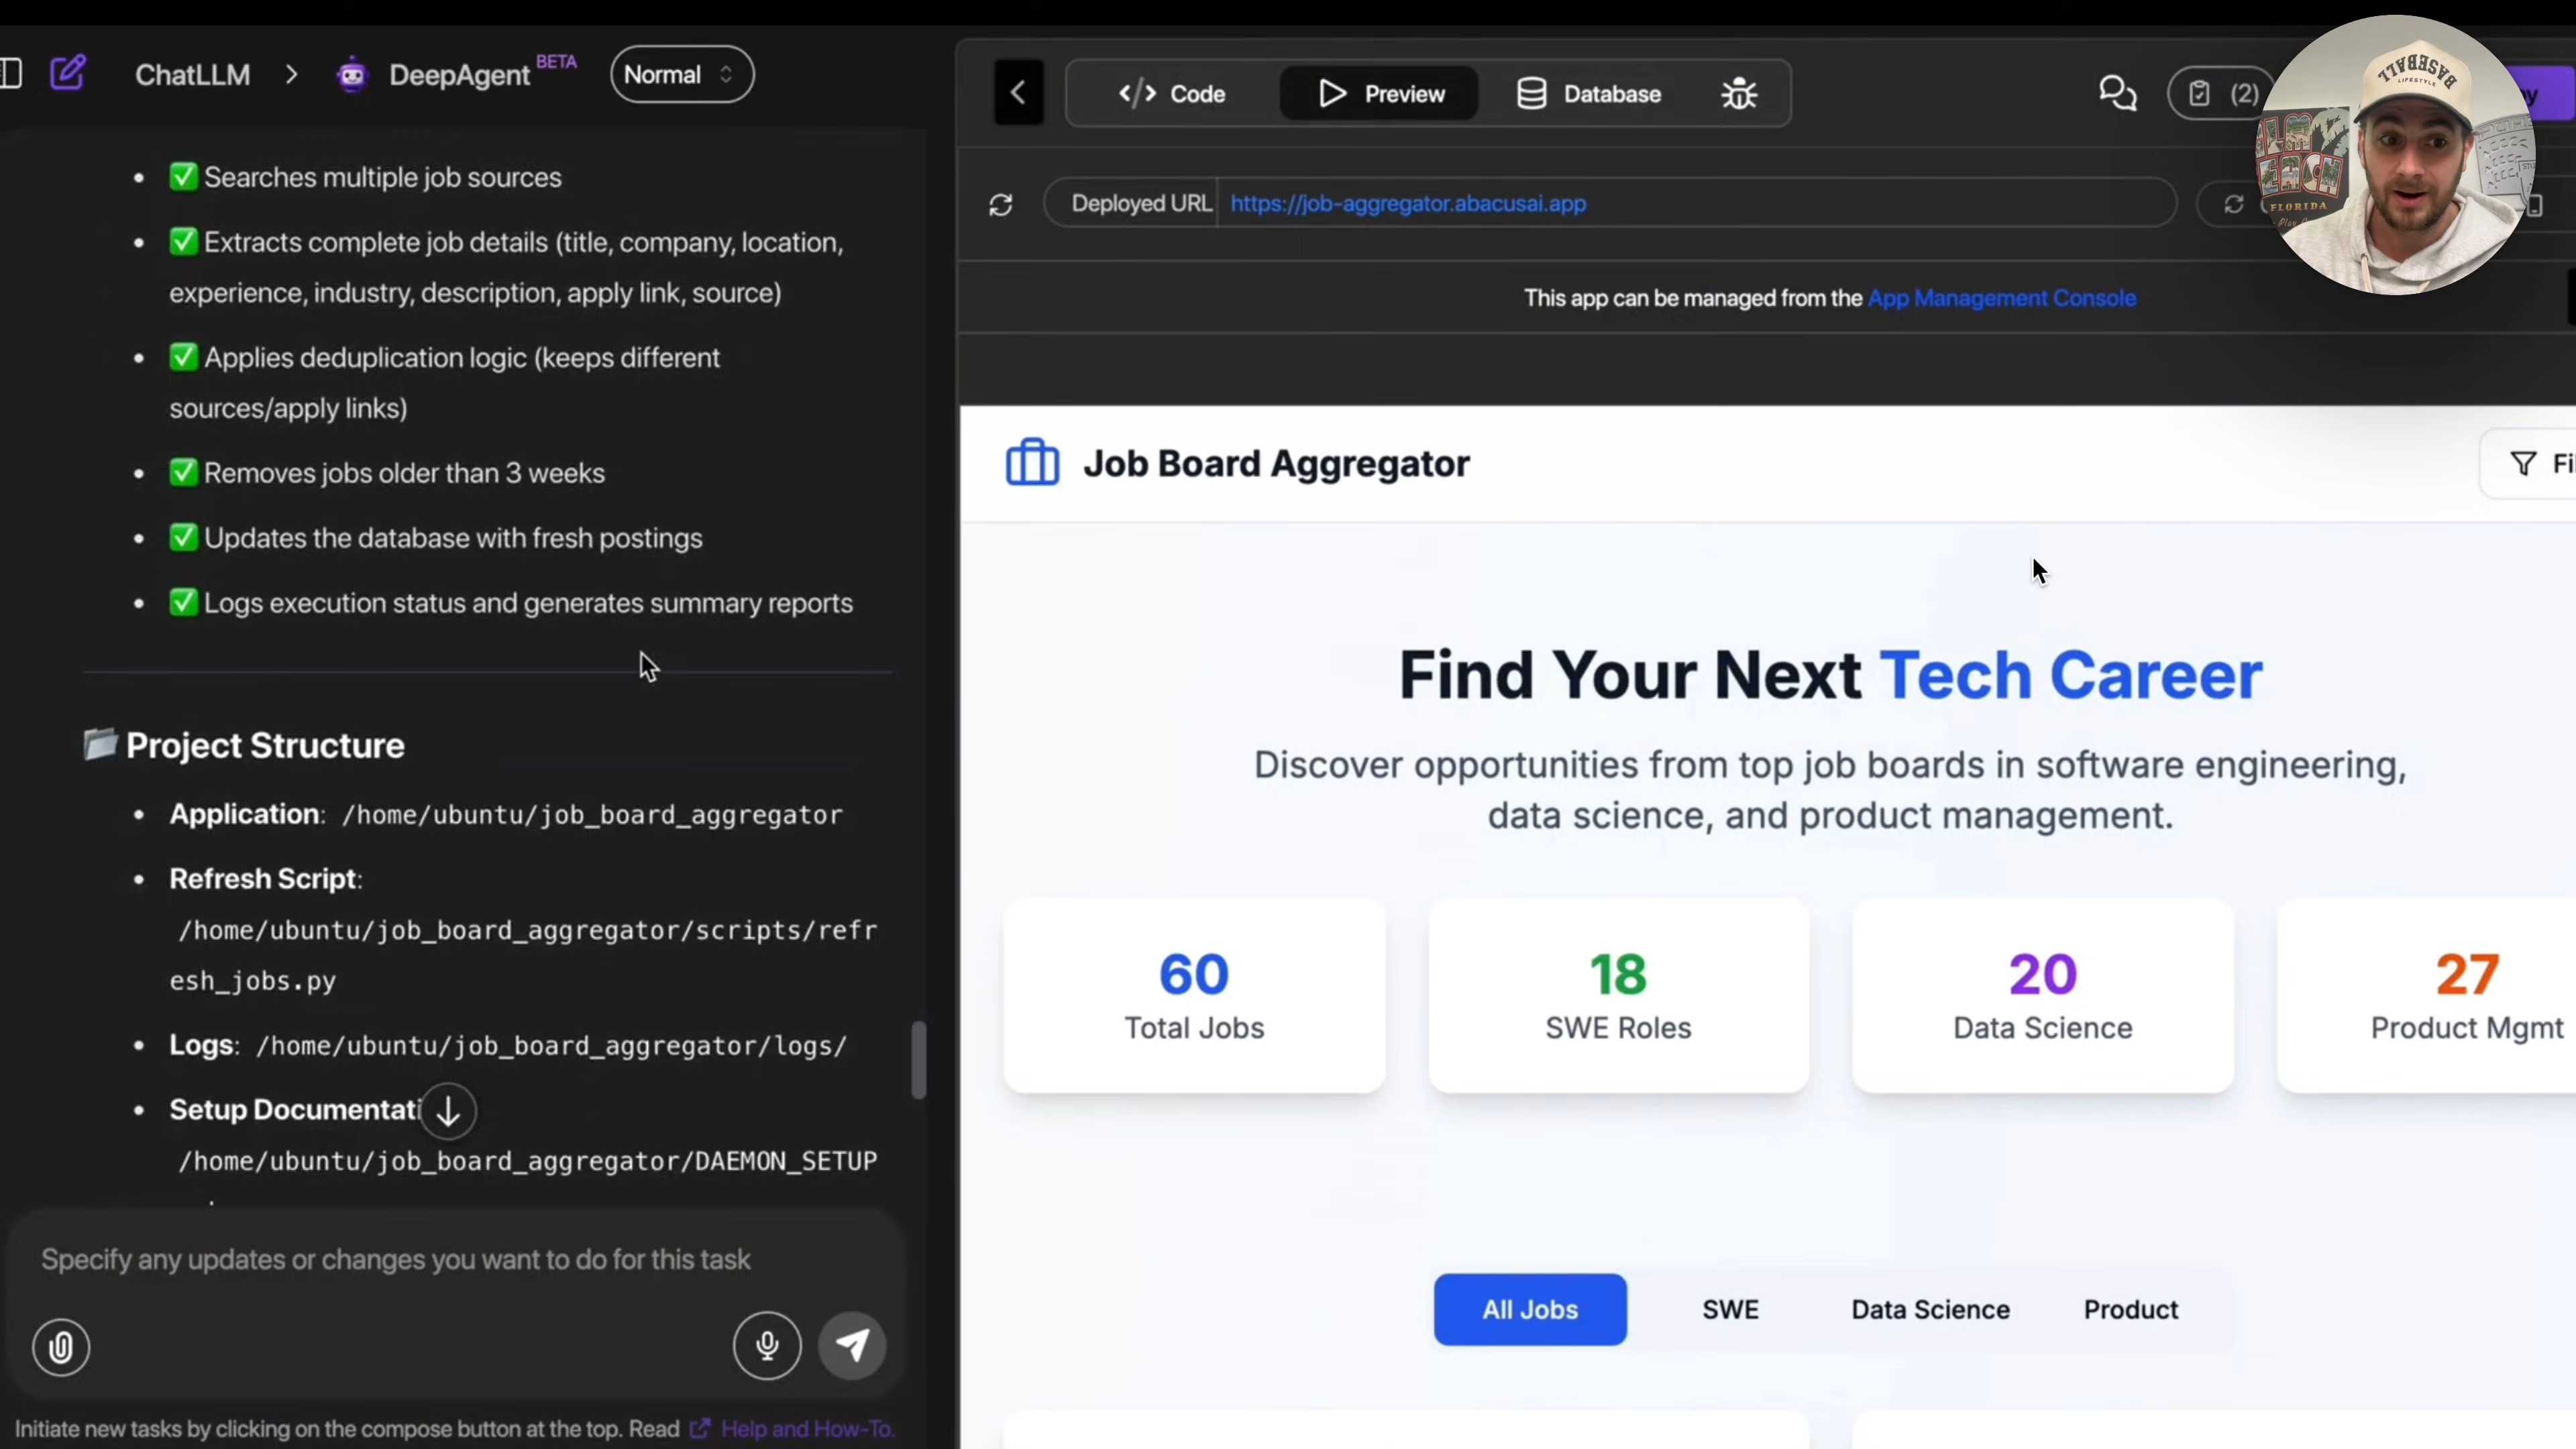 ChatLLM > DeepAgent BETA Normal
✅ Searches multiple job sources
✅ Extracts complete job details (title, company, location,
experience, industry, description, apply link, source)
✅ Applies deduplication logic (keeps different
sources/apply links)
✅ Removes jobs older than 3 weeks
✅ Updates the database with fresh postings
✅ Logs execution status and generates summary reports
Project Structure
Application: /home/ubuntu/job_board_aggregator
Refresh Script:
/home/ubuntu/job_board_aggregator/scripts/refr
esh_jobs.py
Logs: /home/ubuntu/job_board_aggregator/logs/
Setup Documentati
/home/ubuntu/job_board_aggregator/DAEMON_SETUP
Specify any updates or changes you want to do for this task
Initiate new tasks by clicking on the compose button at the top. Read Help and How-To.
</> Code Preview Database
(2)
BASEBALL
LIFESTYLE
FLORIDA
Deployed URL https://job-aggregator.abacusai.app
This app can be managed from the App Management Console
Job Board Aggregator
Find Your Next Tech Career
Discover opportunities from top job boards in software engineering,
data science, and product management.
60
Total Jobs
18
SWE Roles
20
Data Science
27
Product Mgmt
All Jobs SWE Data Science Product